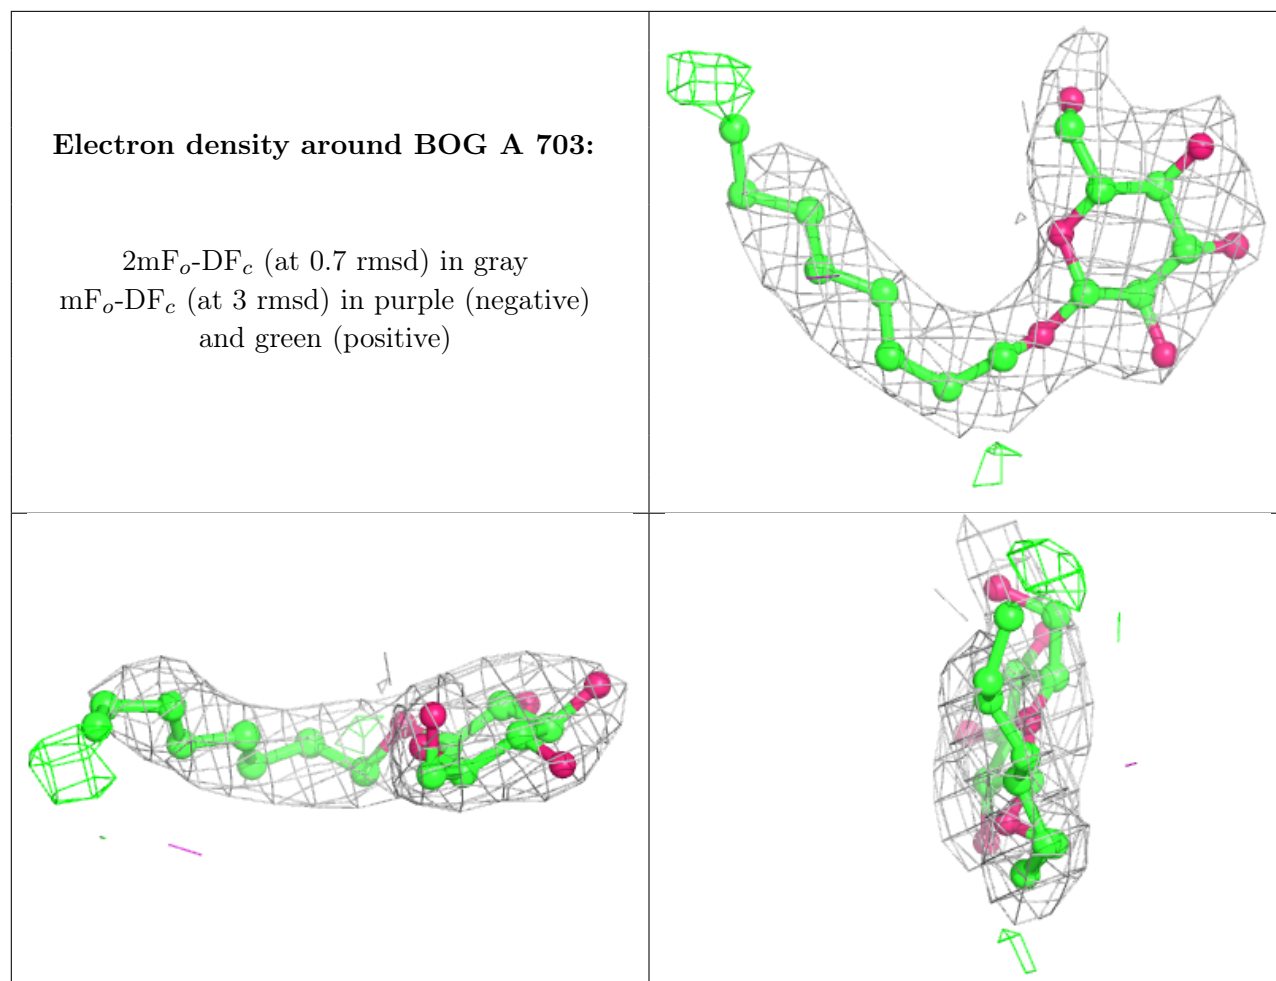 Electron density around BOG A 703:
2mFo-DFc (at 0.7 rmsd) in gray
mFo-DFc (at 3 rmsd) in purple (negative)
and green (positive)